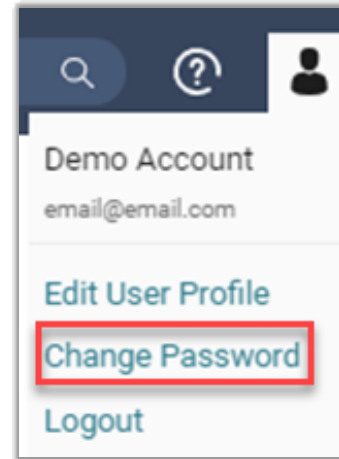 Demo Account
email@email.com
Edit User Profile
Change Password
Logout